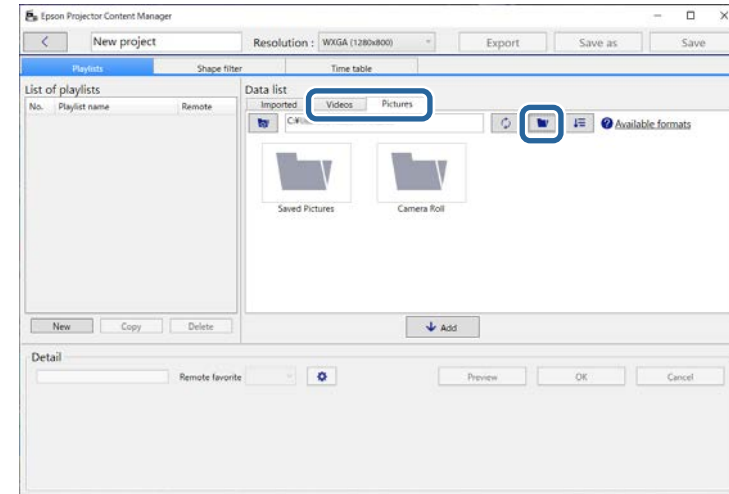 Epson Projector Content Manager
New project
Resolution : WXGA (1280x800)
Export
Save as
Save
Playlists
Shape filter
Time table
List of playlists
No. Playlist name Remote
Data list
Imported Videos Pictures
Available formats
Saved Pictures
Camera Roll
New
Copy
Delete
Add
Detail
Remote favorite
Preview
OK
Cancel